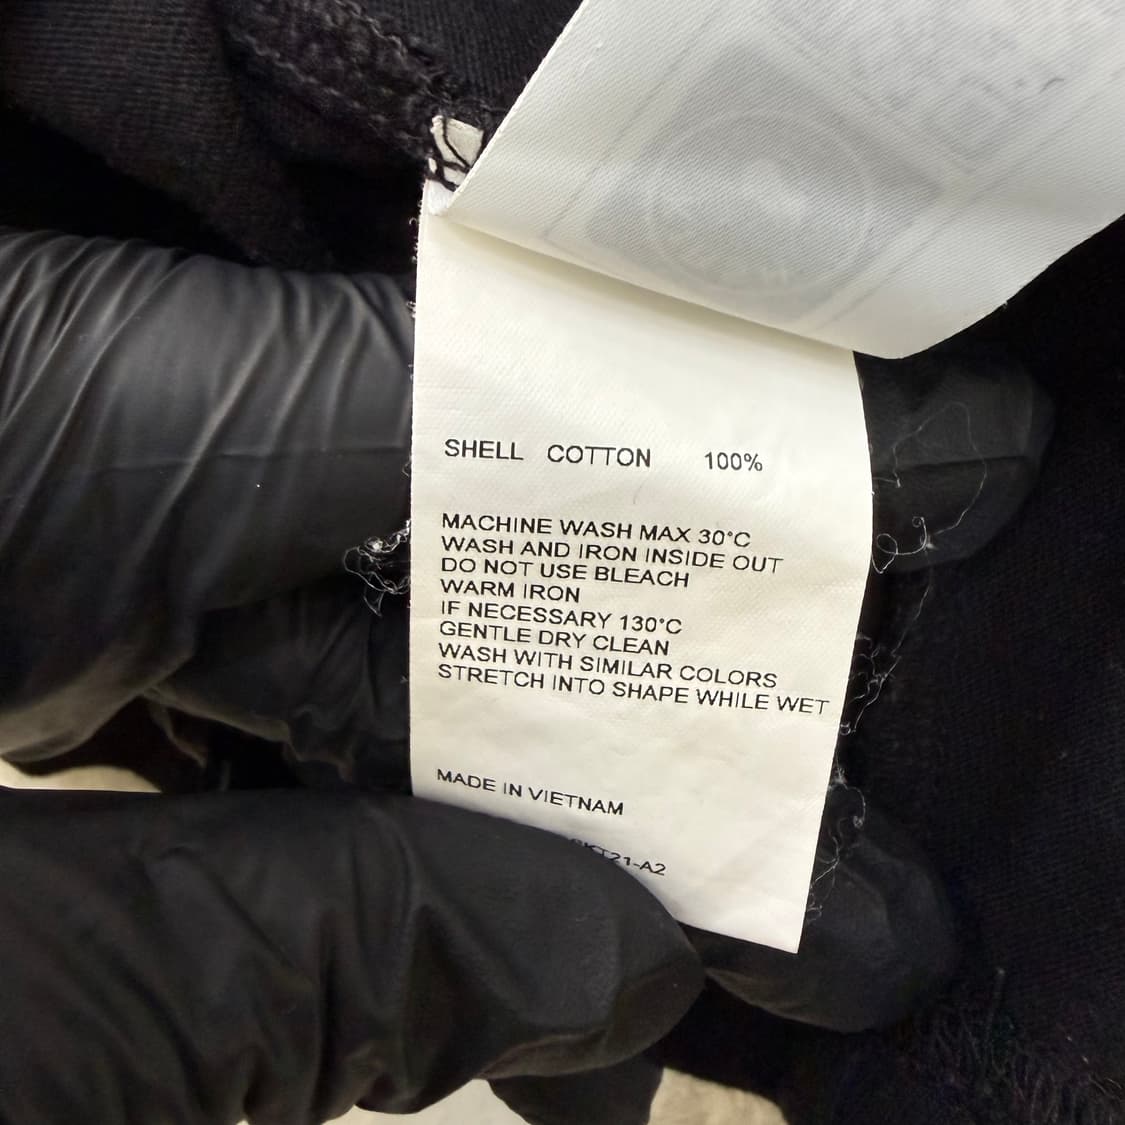 SHELL COTTON 100%
MACHINE WASH MAX 30°C
WASH AND IRON INSIDE OUT
DO NOT USE BLEACH
WARM IRON
IF NECESSARY 130°C
GENTLE DRY CLEAN
WASH WITH SIMILAR COLORS
STRETCH INTO SHAPE WHILE WET
MADE IN VIETNAM